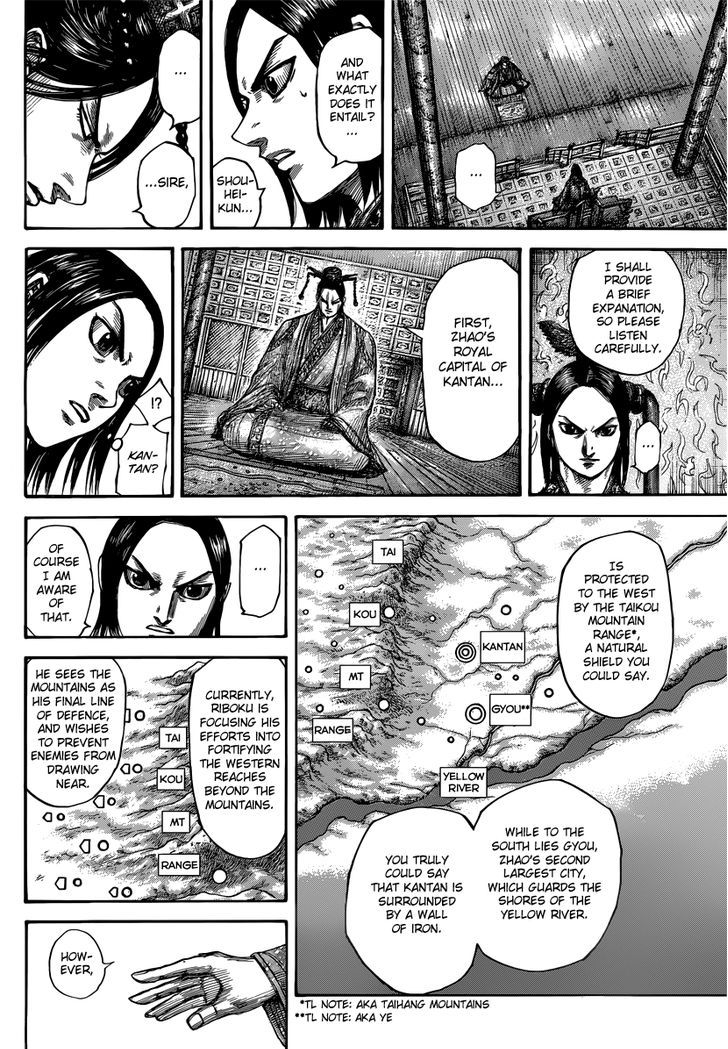 ...
AND
WHAT
EXACTLY
DOES IT
ENTAIL?
...
SHOU-
HEI-
KUN...
...
...SIRE,
I SHALL
PROVIDE
A BRIEF
EXPANATION,
SO PLEASE
LISTEN
CAREFULLY.
...
FIRST,
ZHAO'S
ROYAL
CAPITAL OF
KANTAN...
!?
KAN-
TAN?
IS
PROTECTED
TO THE WEST
BY THE TAIKOU
MOUNTAIN
RANGE*,
A NATURAL
SHIELD YOU
COULD SAY.
TAI
KOU
MT
RANGE
KANTAN
GYOU**
YELLOW
RIVER
WHILE TO THE
SOUTH LIES GYOU,
ZHAO'S SECOND
LARGEST CITY,
WHICH GUARDS THE
SHORES OF THE
YELLOW RIVER.
YOU TRULY
COULD SAY
THAT KANTAN IS
SURROUNDED
BY A WALL
OF IRON.
*TL NOTE: AKA TAIHANG MOUNTAINS
**TL NOTE: AKA YE
...
OF
COURSE
I AM
AWARE
OF
THAT.
CURRENTLY,
RIBOKU IS
FOCUSING HIS
EFFORTS INTO
FORTIFYING
THE WESTERN
REACHES
BEYOND THE
MOUNTAINS.
HE SEES THE
MOUNTAINS AS
HIS FINAL LINE
OF DEFENCE,
AND WISHES
TO PREVENT
ENEMIES FROM
DRAWING
NEAR.
TAI
KOU
MT
RANGE
HOW-
EVER,